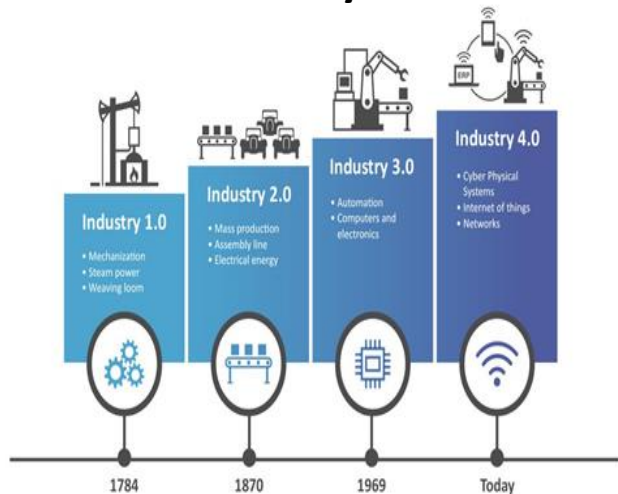 ERP
Industry 1.0
• Mechanization
• Steam power
• Weaving loom
Industry 2.0
• Mass production
• Assembly line
• Electrical energy
Industry 3.0
• Automation
• Computers and
electronics
Industry 4.0
• Cyber Physical
Systems
• Internet of things
• Networks
1784
1870
1969
Today